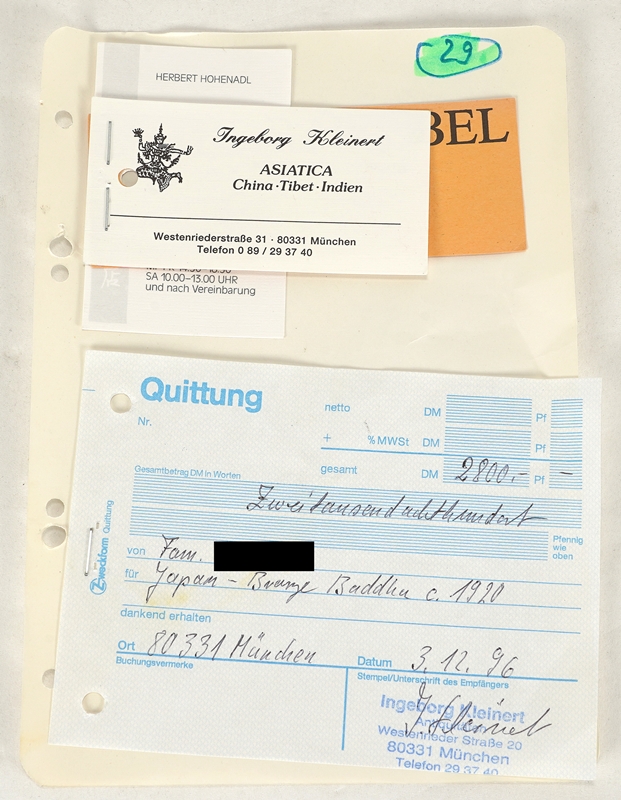 29
HERBERT HOHENADL
BEL
Ingeborg Kleinert
ASIATICA
China · Tibet · Indien
Westenriederstraße 31 · 80331 München
Telefon 0 89 / 29 37 40
SA 10.00–13.00 UHR
und nach Vereinbarung
Quittung
Nr.
netto DM Pf
+ % MWSt DM Pf
gesamt DM 2800.- Pf –
Gesamtbetrag DM in Worten
Zweitausendachthundert
Pfennig
wie
oben
Zweckform Quittung
von Fam.
für Japan – Bronze Buddha c. 1920
dankend erhalten
Ort 80331 München
Datum 3.12.96
Buchungsvermerke
Stempel/Unterschrift des Empfängers
Ingeborg Kleinert
I. Kleinert
Westenrieder Straße 20
80331 München
Telefon 29 37 40